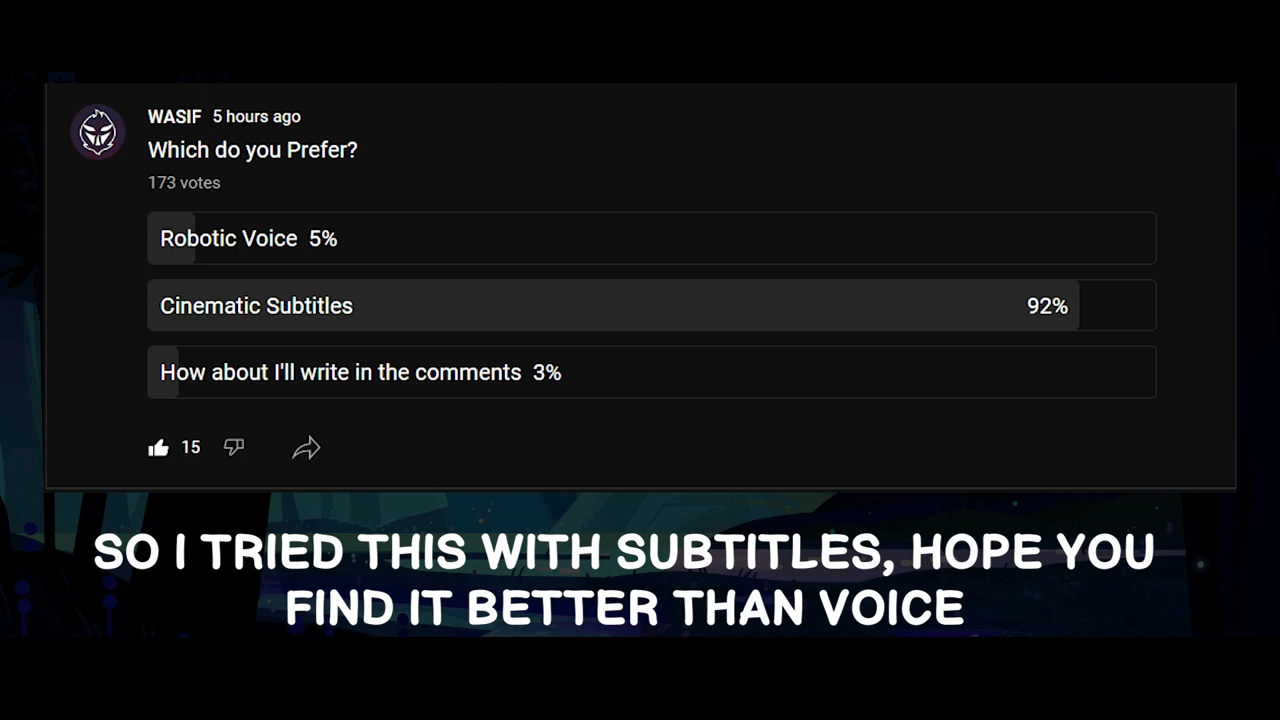 WASIF 5 hours ago
Which do you Prefer?
173 votes
Robotic Voice 5%
Cinematic Subtitles 92%
How about I'll write in the comments 3%
15
SO I TRIED THIS WITH SUBTITLES, HOPE YOU
FIND IT BETTER THAN VOICE